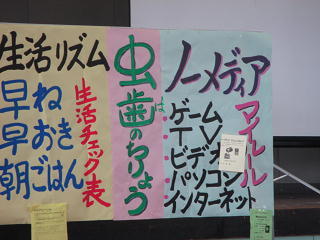 生活リズム
早ね
早おき
朝ごはん
生活チェック表
虫歯のちりょう
は
ノーメディア
ゲーム
TV
ビデオ
パソコン
インターネット
マイルール